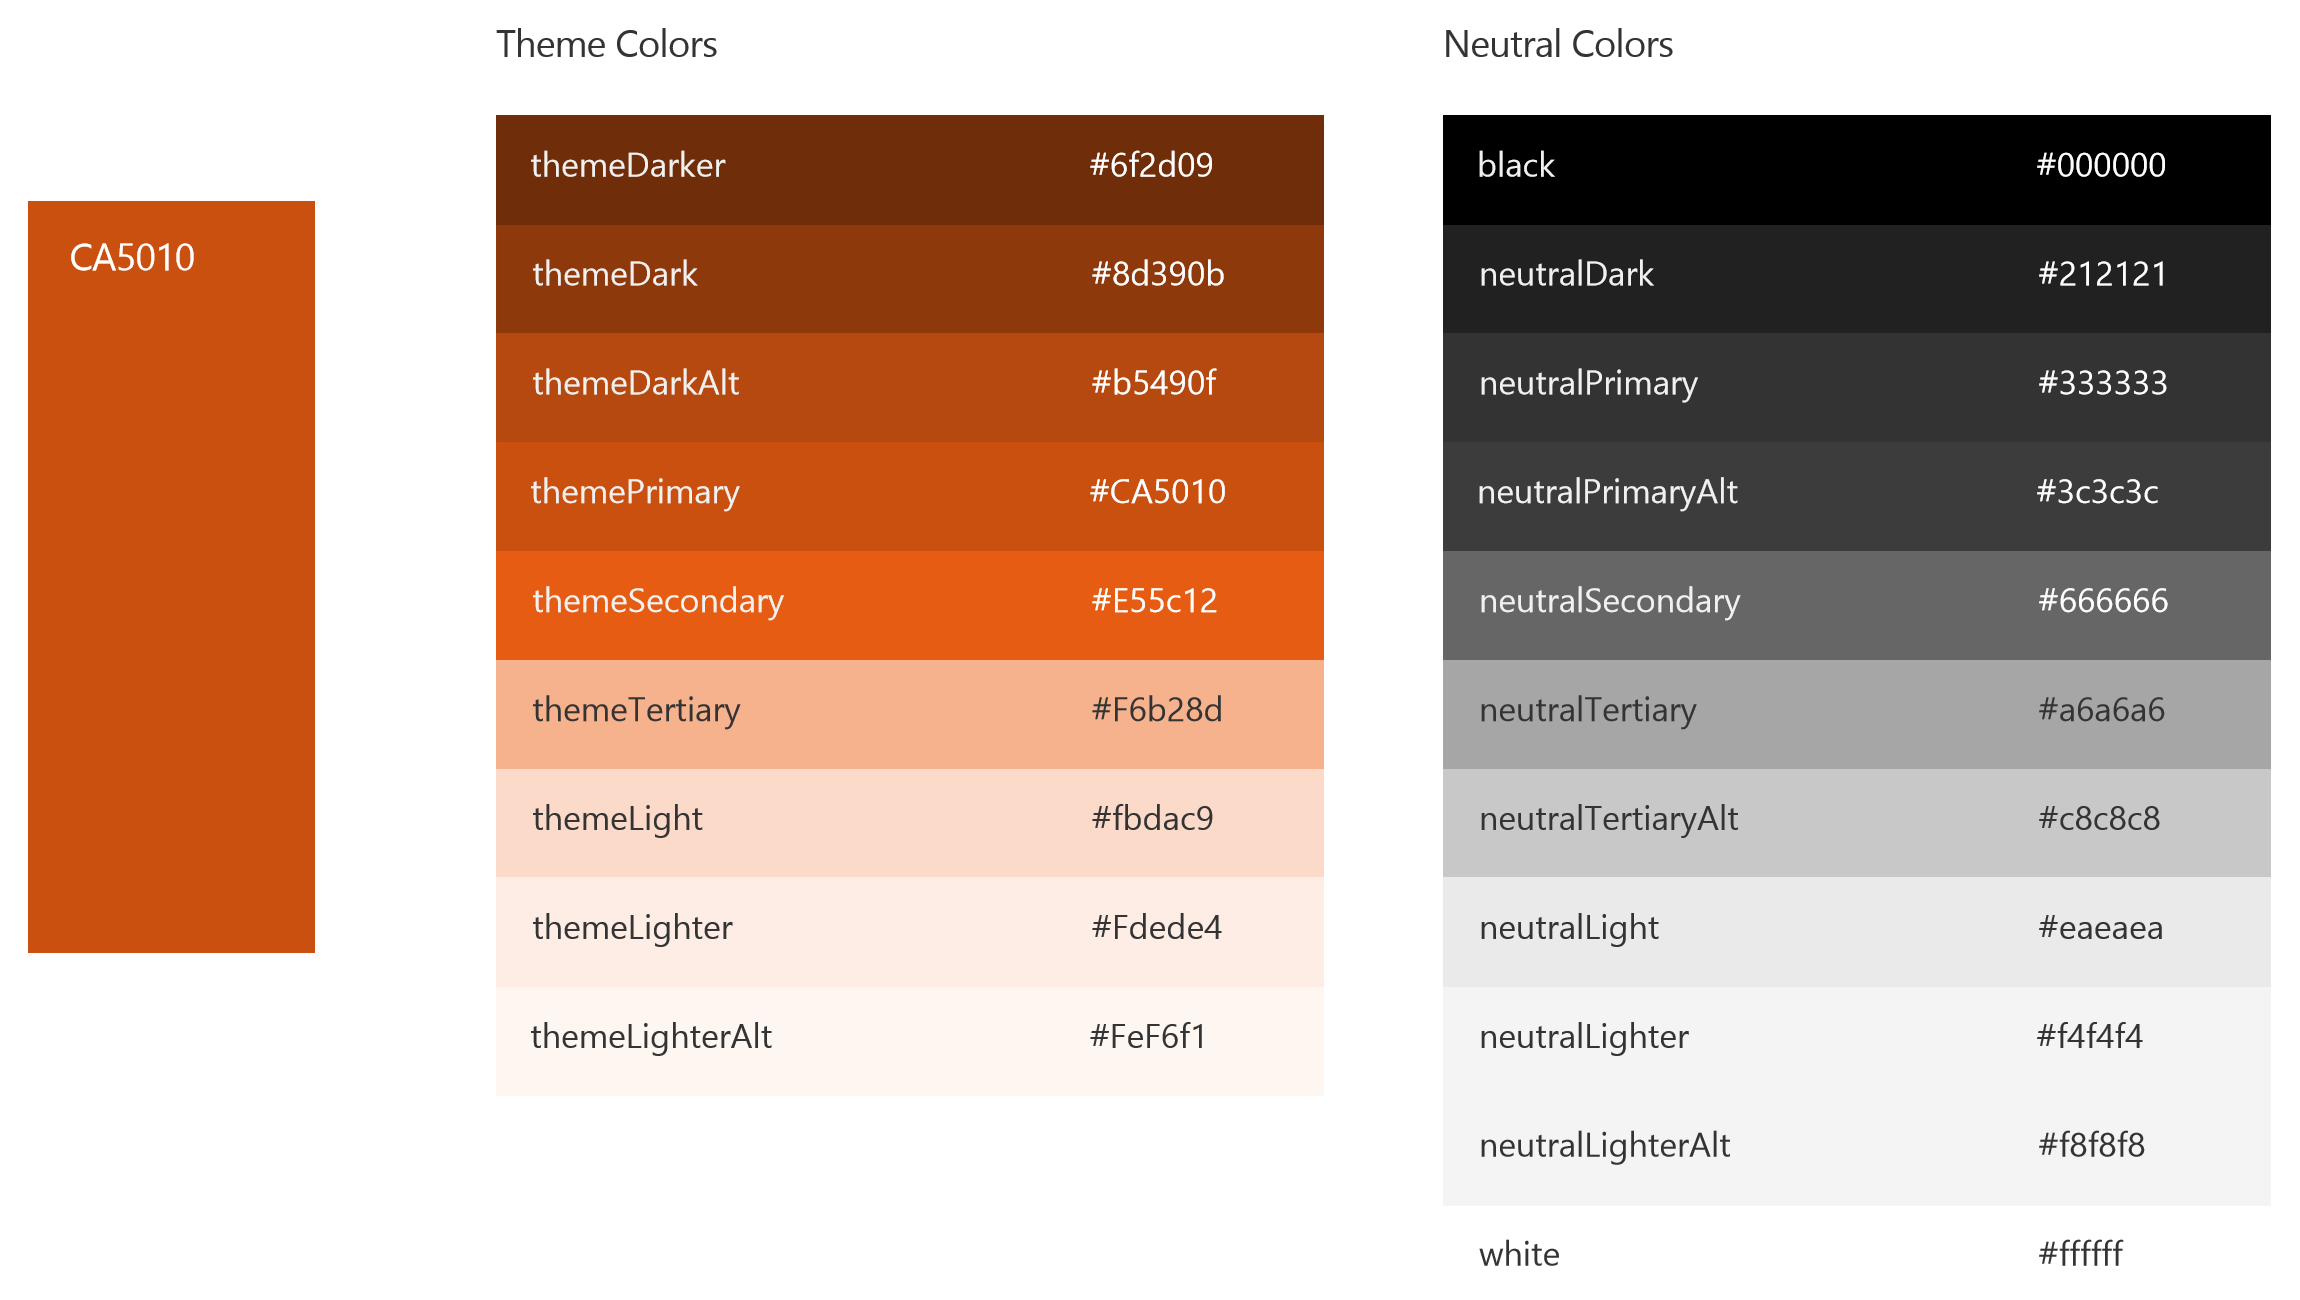 Theme Colors
Neutral Colors
CA5010
themeDarker #6f2d09
themeDark #8d390b
themeDarkAlt #b5490f
themePrimary #CA5010
themeSecondary #E55c12
themeTertiary #F6b28d
themeLight #fbdac9
themeLighter #Fdede4
themeLighterAlt #FeF6f1
black #000000
neutralDark #212121
neutralPrimary #333333
neutralPrimaryAlt #3c3c3c
neutralSecondary #666666
neutralTertiary #a6a6a6
neutralTertiaryAlt #c8c8c8
neutralLight #eaeaea
neutralLighter #f4f4f4
neutralLighterAlt #f8f8f8
white #ffffff